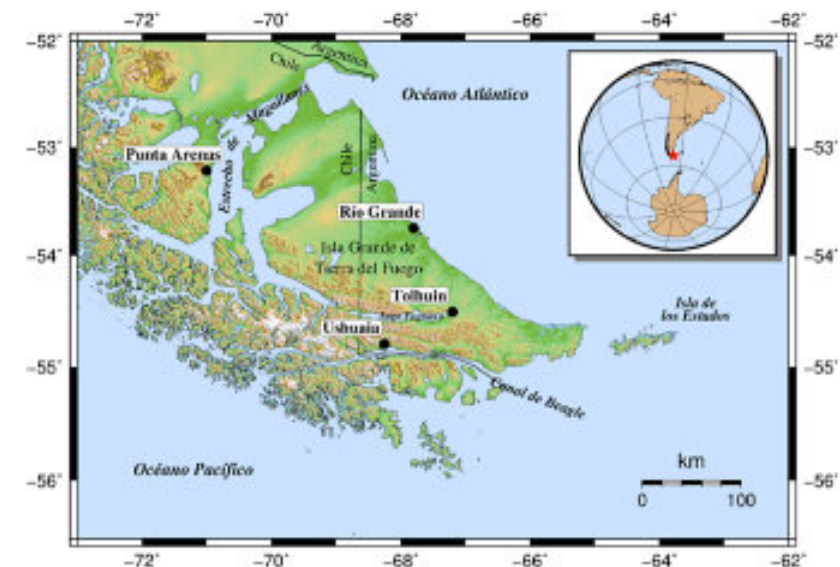 −72˚ −70˚ −68˚ −66˚ −64˚ −62˚
−52˚ −52˚
Argentina
Chile
Océano Atlántico
Estrecho de Magallanes
−53˚ −53˚
Punta Arenas
Chile
Argentina
Río Grande
Isla Grande de
Tierra del Fuego
−54˚ −54˚
Tolhuin
Lago Fagnano
Isla de
los Estados
Ushuaia
−55˚ −55˚
Canal de Beagle
Océano Pacífico
km
0 100
−56˚ −56˚
−72˚ −70˚ −68˚ −66˚ −64˚ −62˚